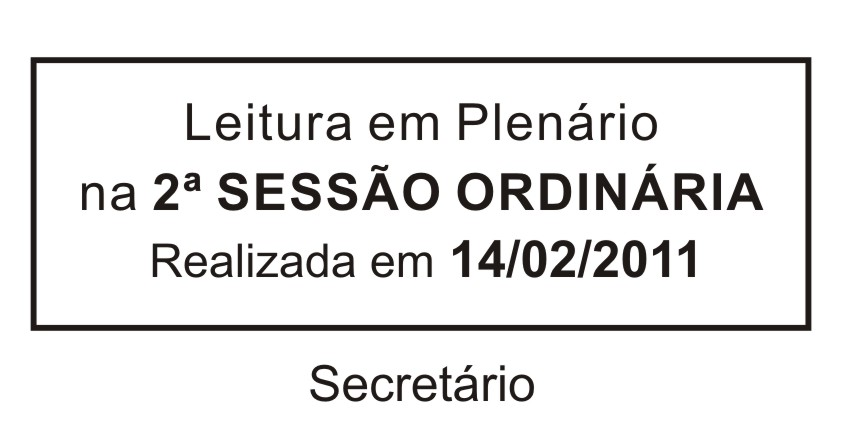 Leitura em Plenário
na 2ª SESSÃO ORDINÁRIA
Realizada em 14/02/2011
Secretário